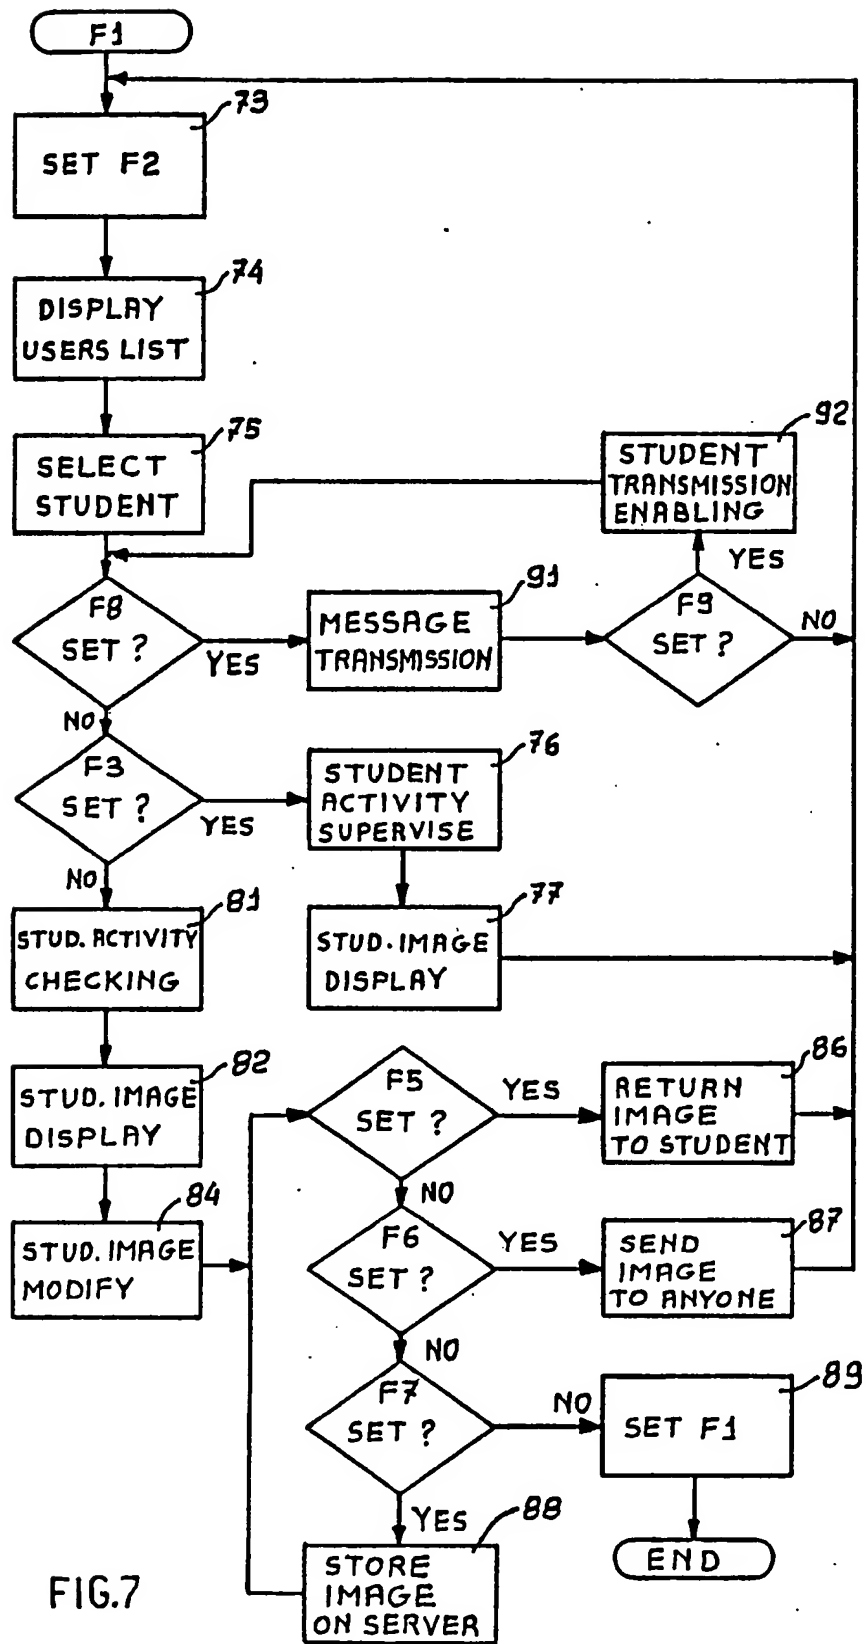 F1
73
SET F2
74
DISPLAY
USERS LIST
75
SELECT
STUDENT
92
STUDENT
TRANSMISSION
ENABLING
YES
F8
SET ?
YES
NO
91
MESSAGE
TRANSMISSION
F9
SET ?
NO
F3
SET ?
YES
NO
76
STUDENT
ACTIVITY
SUPERVISE
77
STUD. IMAGE
DISPLAY
81
STUD. ACTIVITY
CHECKING
82
STUD. IMAGE
DISPLAY
84
STUD. IMAGE
MODIFY
F5
SET ?
YES
NO
86
RETURN
IMAGE
TO STUDENT
F6
SET ?
YES
NO
87
SEND
IMAGE
TO ANYONE
F7
SET ?
NO
YES
89
SET F1
END
88
STORE
IMAGE
ON SERVER
FIG.7